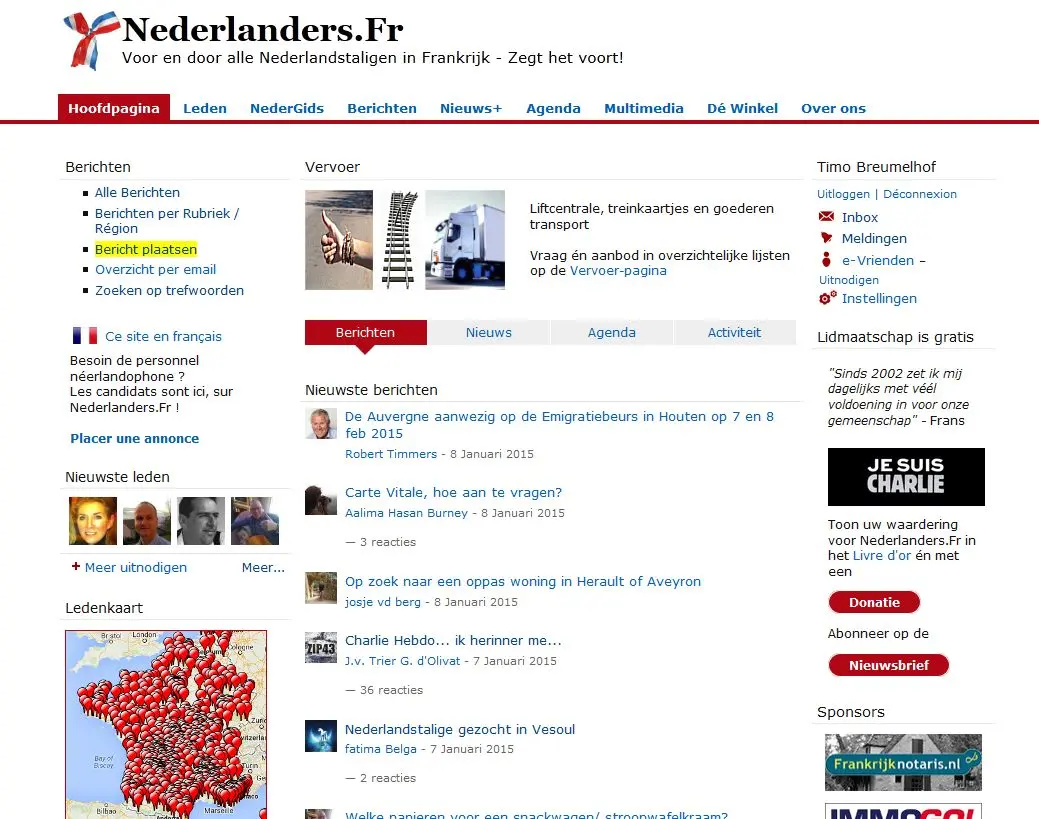 Nederlanders.Fr
Voor en door alle Nederlandstaligen in Frankrijk - Zegt het voort!
Hoofdpagina Leden NederGids Berichten Nieuws+ Agenda Multimedia Dé Winkel Over ons
Berichten
Alle Berichten
Berichten per Rubriek /
Région
Bericht plaatsen
Overzicht per email
Zoeken op trefwoorden
Ce site en français
Besoin de personnel
néerlandophone ?
Les candidats sont ici, sur
Nederlanders.Fr !
Placer une annonce
Nieuwste leden
+ Meer uitnodigen Meer...
Ledenkaart
Bristol
London
Cologne
Bay of
Biscay
Turin
Bilbao
Marseille
Vervoer
Liftcentrale, treinkaartjes en goederen
transport
Vraag én aanbod in overzichtelijke lijsten
op de Vervoer-pagina
Berichten Nieuws Agenda Activiteit
Nieuwste berichten
De Auvergne aanwezig op de Emigratiebeurs in Houten op 7 en 8
feb 2015
Robert Timmers - 8 Januari 2015
Carte Vitale, hoe aan te vragen?
Aalima Hasan Burney - 8 Januari 2015
— 3 reacties
Op zoek naar een oppas woning in Herault of Aveyron
josje vd berg - 8 Januari 2015
ZIP43
Charlie Hebdo... ik herinner me...
J.v. Trier G. d'Olivat - 7 Januari 2015
— 36 reacties
Nederlandstalige gezocht in Vesoul
fatima Belga - 7 Januari 2015
— 2 reacties
Welke papieren voor een snackwagen/ stroopwafelkraam?
Timo Breumelhof
Uitloggen | Déconnexion
Inbox
Meldingen
e-Vrienden –
Uitnodigen
Instellingen
Lidmaatschap is gratis
"Sinds 2002 zet ik mij
dagelijks met véél
voldoening in voor onze
gemeenschap" - Frans
JE SUIS
CHARLIE
Toon uw waardering
voor Nederlanders.Fr in
het Livre d'or én met
een
Donatie
Abonneer op de
Nieuwsbrief
Sponsors
Frankrijknotaris.nl